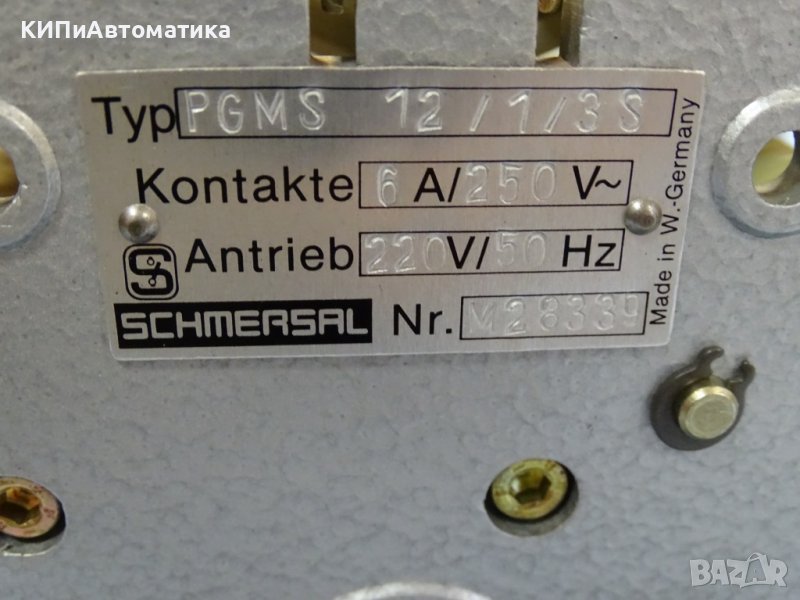 КИПиАвтоматика
Typ PGMS 12/1/3S
Kontakte 6 A/250 V~
Antrieb 220V/50 Hz
SCHMERSAL Nr. M28339
Made in W.-Germany
BAZAR